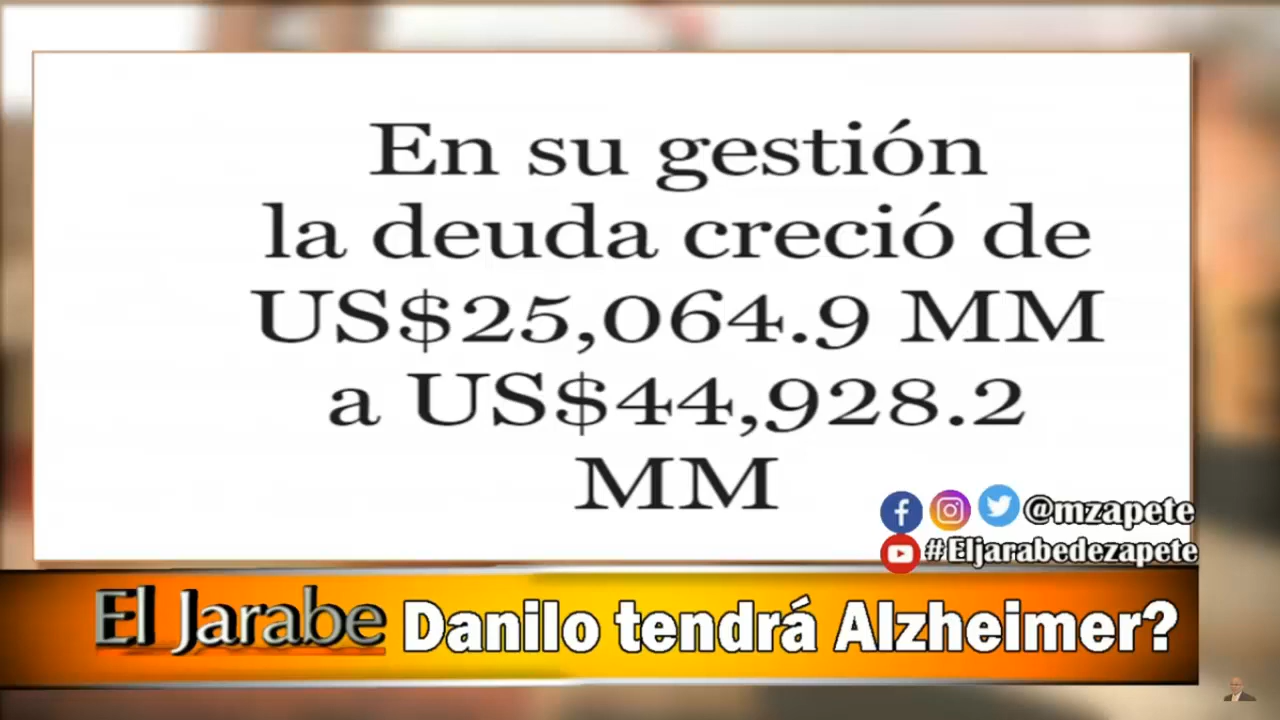 En su gestión
la deuda creció de
US$25,064.9 MM
a US$44,928.2
MM
@mzapete
#Eljarabedezapete
El Jarabe Danilo tendrá Alzheimer?